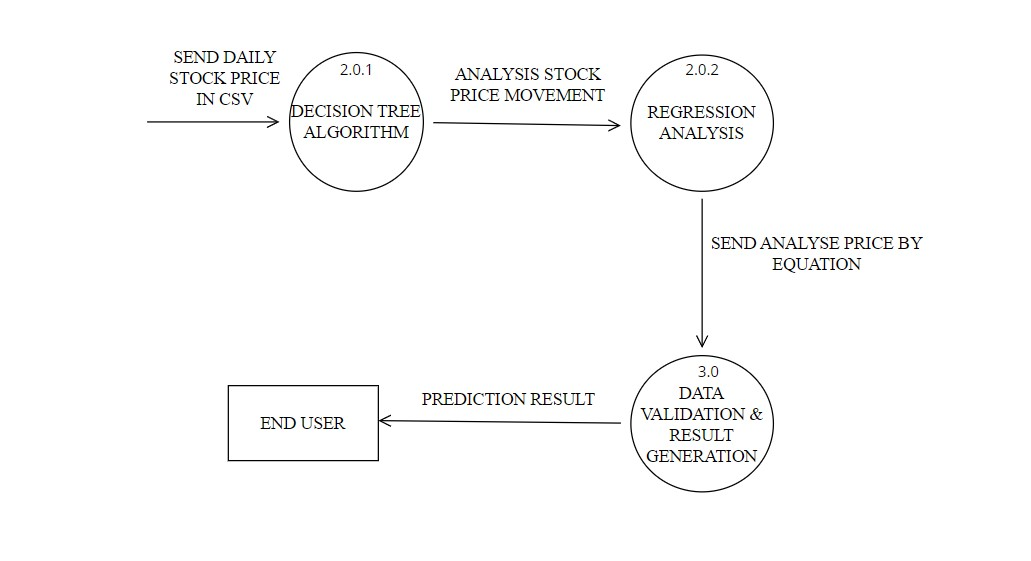 SEND DAILY
STOCK PRICE
IN CSV
2.0.1
DECISION TREE
ALGORITHM
ANALYSIS STOCK
PRICE MOVEMENT
2.0.2
REGRESSION
ANALYSIS
SEND ANALYSE PRICE BY
EQUATION
3.0
DATA
VALIDATION &
RESULT
GENERATION
PREDICTION RESULT
END USER